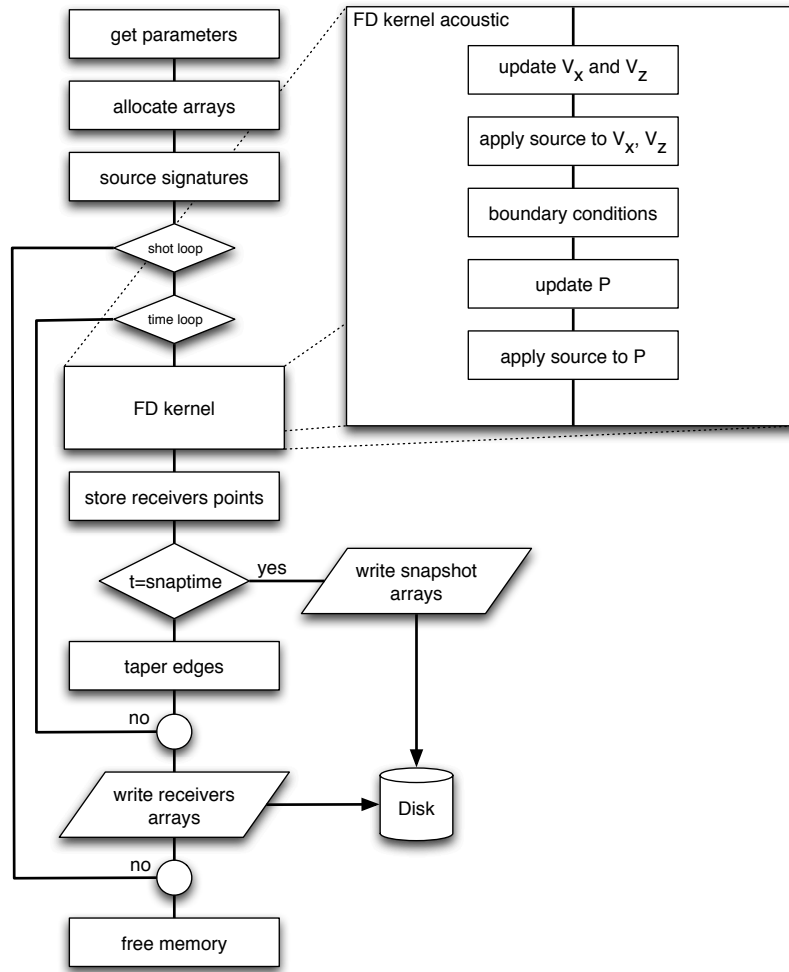 get parameters
allocate arrays
source signatures
shot loop
time loop
FD kernel
store receivers points
t=snaptime
yes
write snapshot
arrays
taper edges
no
write receivers
arrays
Disk
no
free memory
FD kernel acoustic
update Vx and Vz
apply source to Vx, Vz
boundary conditions
update P
apply source to P